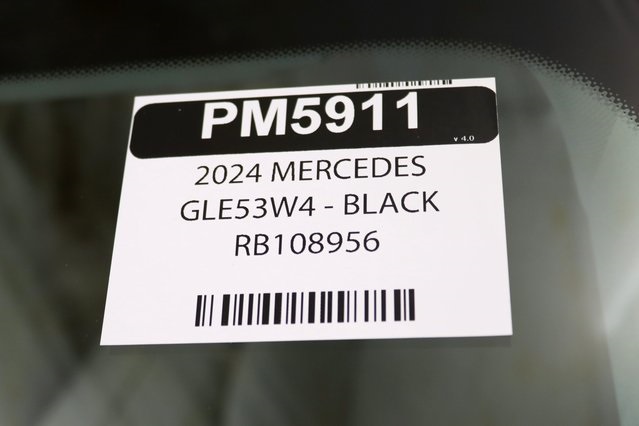 PM5911
v 4.0
2024 MERCEDES
GLE53W4 - BLACK
RB108956